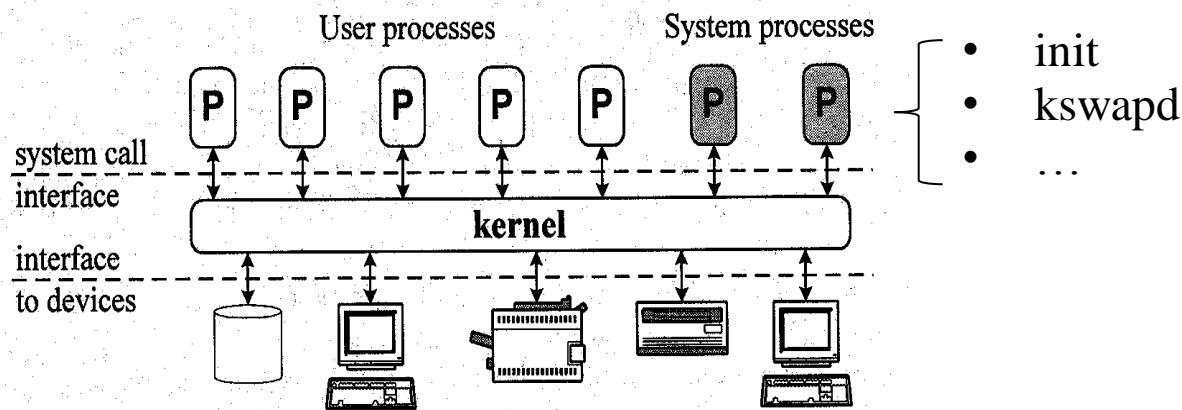 User processes
System processes
• init
• kswapd
• …
P P P P P P P
system call
interface
kernel
interface
to devices